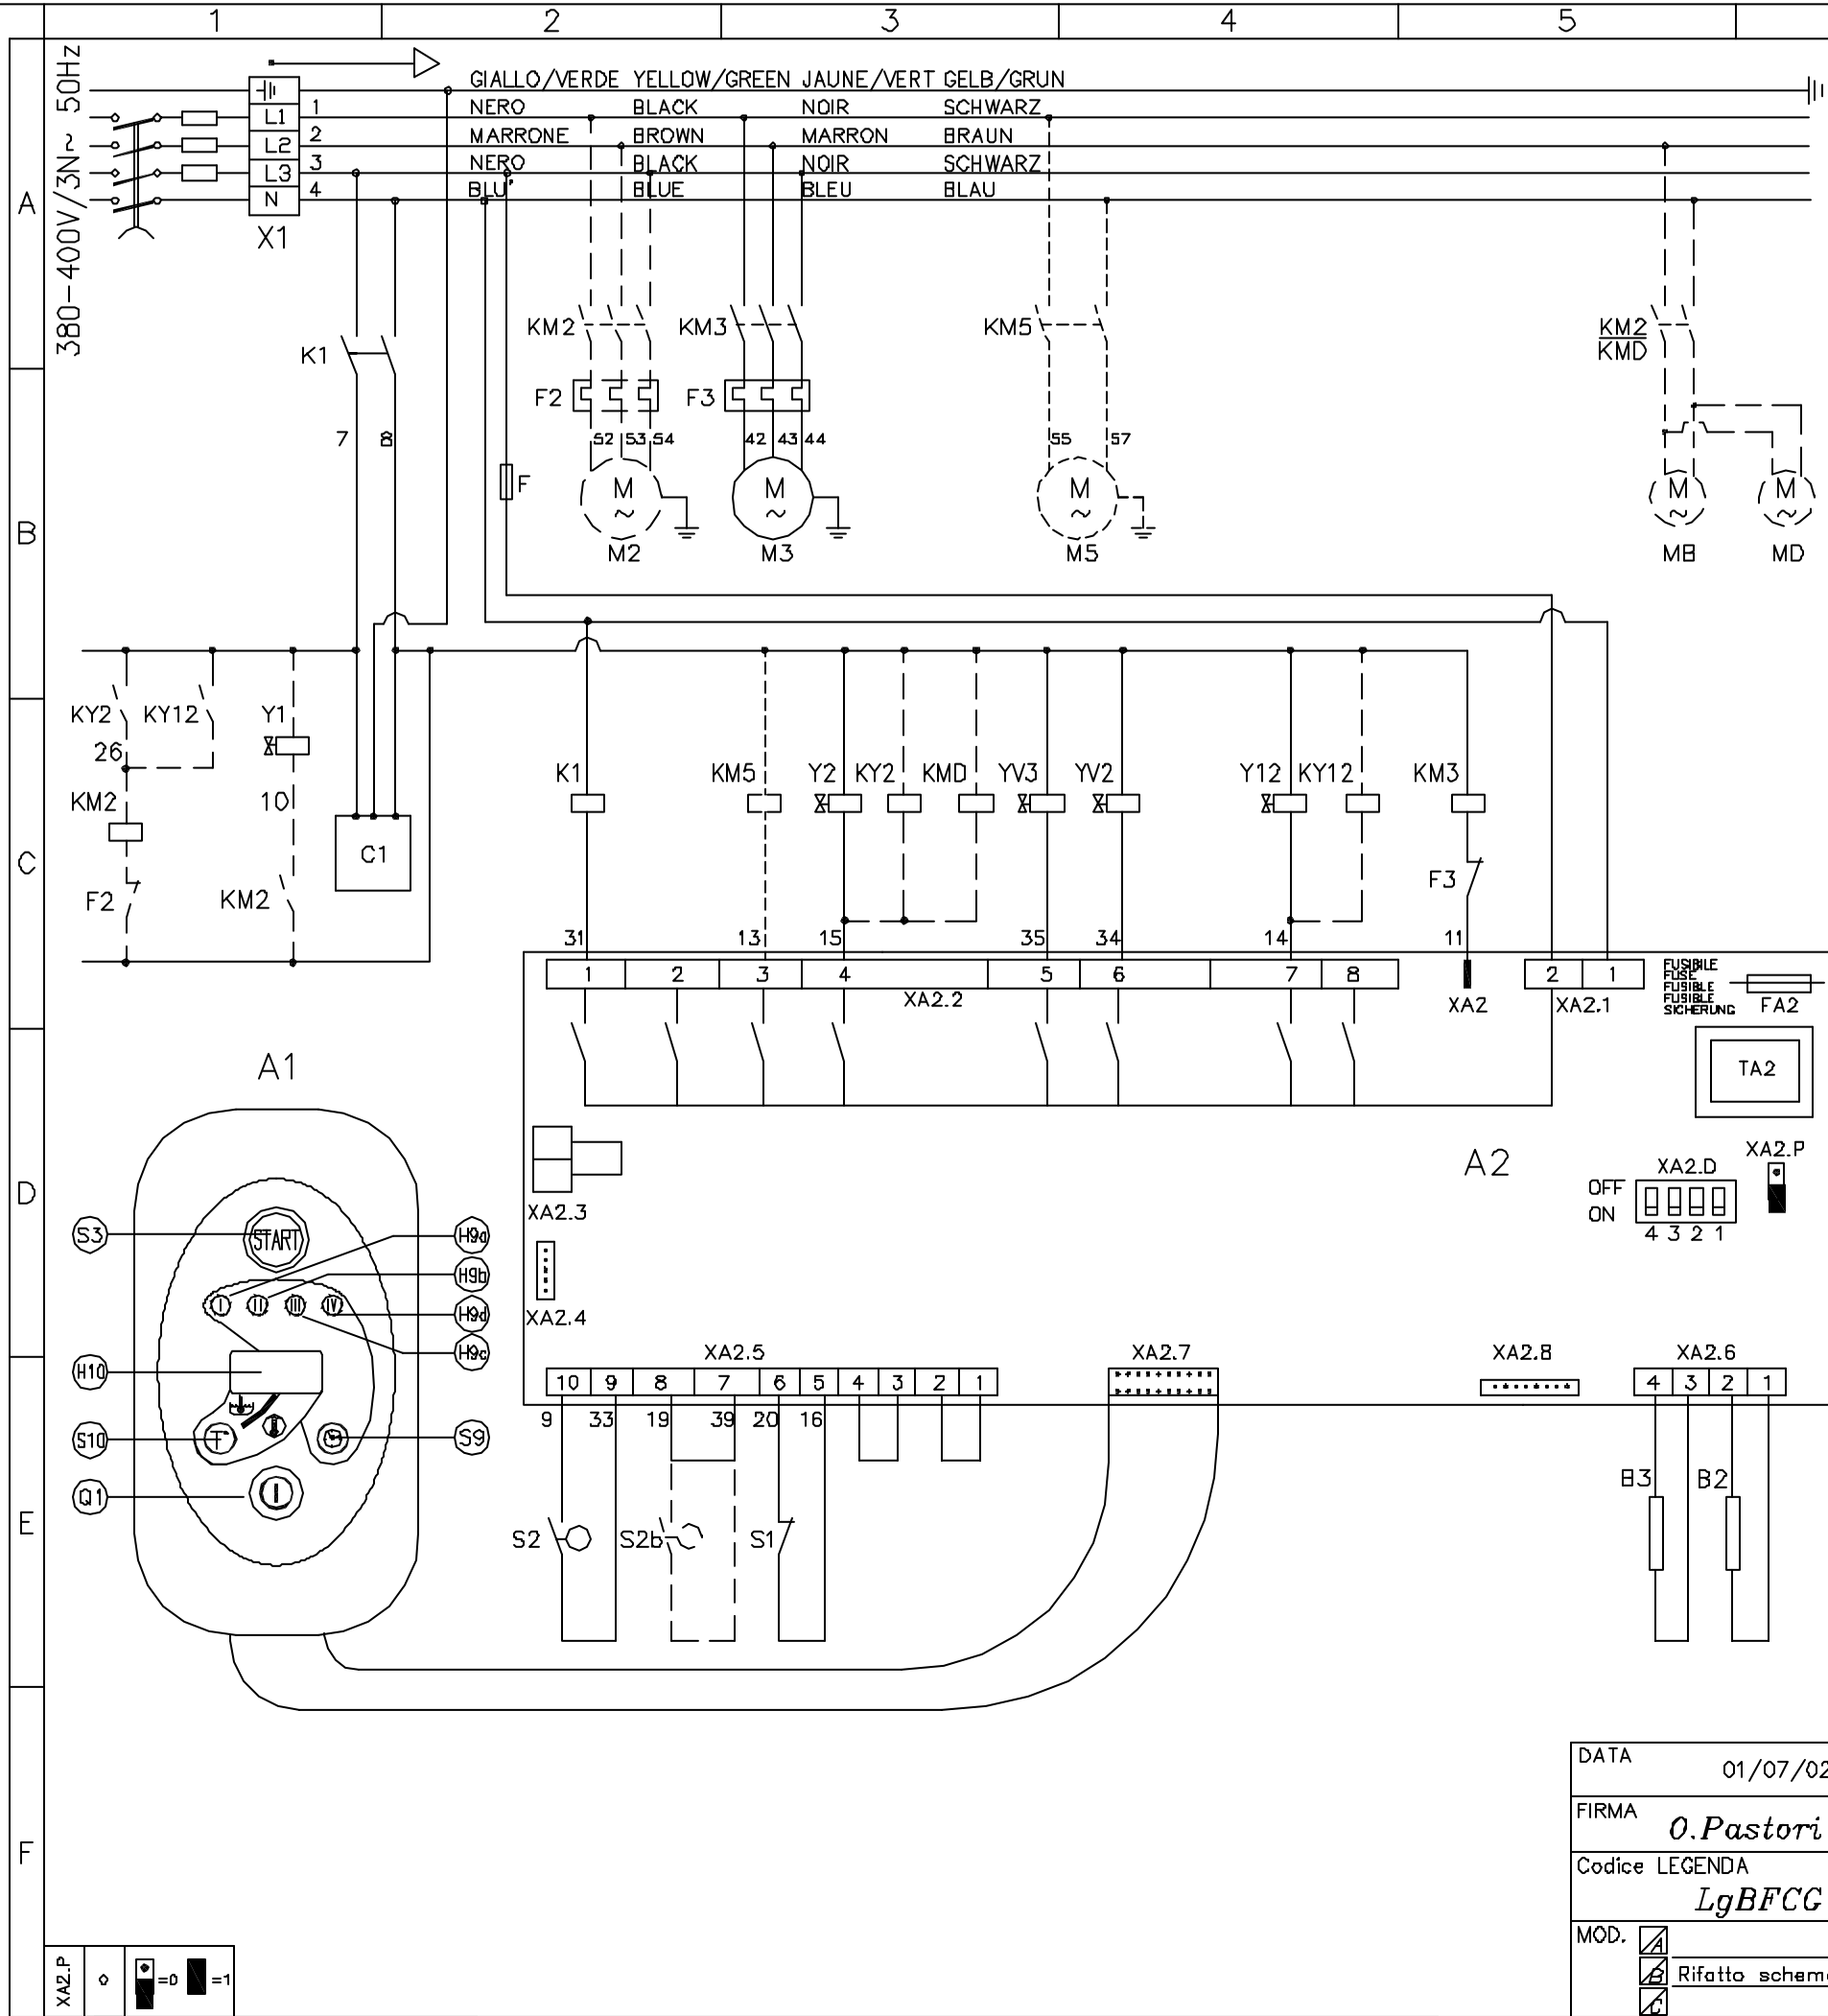 1 2 3 4 5
380-400V/3N~ 50HZ
GIALLO/VERDE YELLOW/GREEN JAUNE/VERT GELB/GRUN
L1 1 NERO BLACK NOIR SCHWARZ
L2 2 MARRONE BROWN MARRON BRAUN
L3 3 NERO BLACK NOIR SCHWARZ
N 4 BLU' BLUE BLEU BLAU
A
X1
K1 KM2 KM3 KM5 KM2
KMD
F2 F3
7 8 52 53 54 42 43 44 55 57
F
M M M M M
~ ~ ~ ~ ~
M2 M3 M5 MB MD
B
KY2 KY12 Y1
26
KM2 10
C1
F2 KM2
K1 KM5 Y2 KY2 KMD YV3 YV2 Y12 KY12 KM3
F3
C
31 13 15 35 34 14 11
1 2 3 4 5 6 7 8 2 1
XA2.2 XA2 XA2.1
FUSIBILE
FUSE
FUSIBLE
FUSIBLE
SICHERUNG
FA2
TA2
A1
A2
XA2.P
XA2.D
OFF
ON
4 3 2 1
D
XA2.3
XA2.4
S3 START H9a
H9b
I II III IV
H9d
H9c
H10
S10 S9
Q1 I
XA2.5 XA2.7 XA2.8 XA2.6
10 9 8 7 6 5 4 3 2 1 4 3 2 1
9 33 19 39 20 16
S2 S2b S1 B3 B2
E
F
DATA 01/07/02
FIRMA O.Pastori
Codice LEGENDA
LgBFCG
MOD. A
B Rifatto schem
C
XA2.P =0 =1